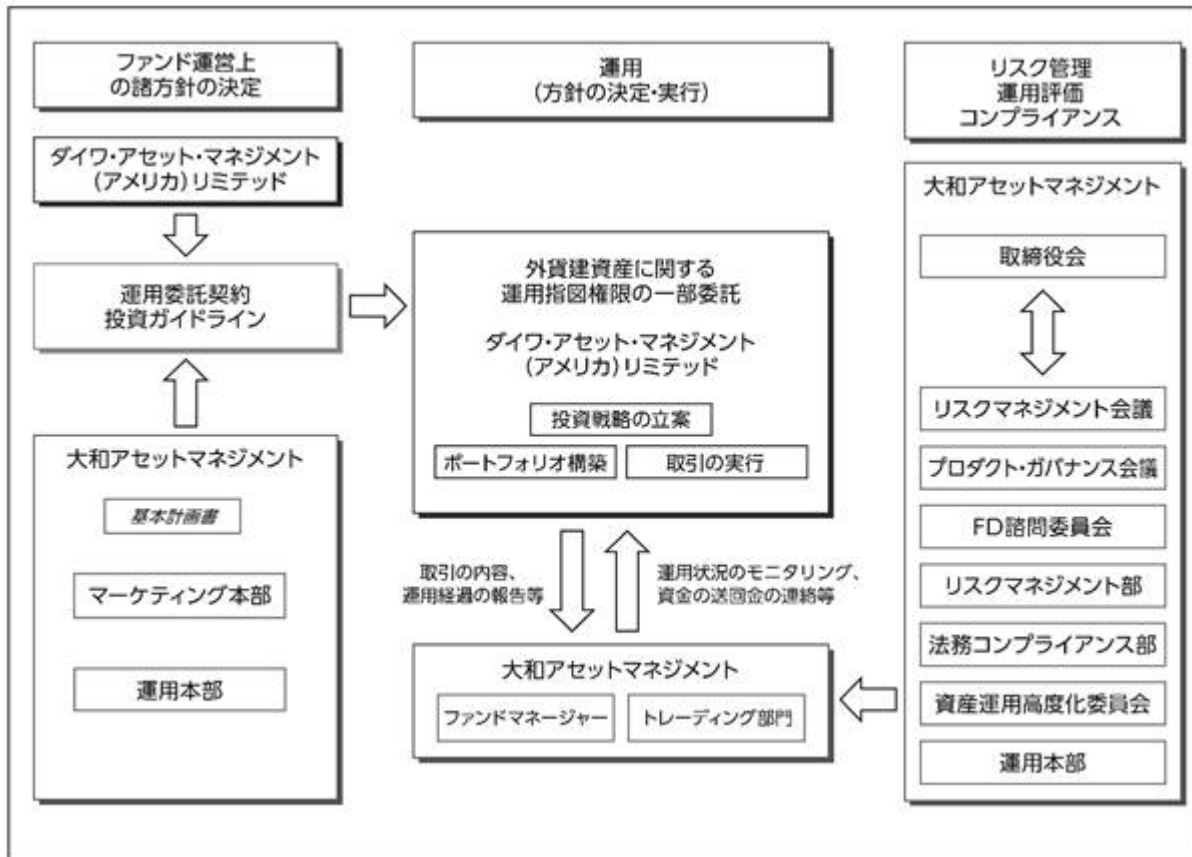 ファンド運営上
の諸方針の決定
ダイワ・アセット・マネジメント
(アメリカ)リミテッド
運用委託契約
投資ガイドライン
大和アセットマネジメント
基本計画書
マーケティング本部
運用本部
運用
(方針の決定・実行)
外貨建資産に関する
運用指図権限の一部委託
ダイワ・アセット・マネジメント
(アメリカ)リミテッド
投資戦略の立案
ポートフォリオ構築
取引の実行
取引の内容、
運用経過の報告等
運用状況のモニタリング、
資金の送回金の連絡等
大和アセットマネジメント
ファンドマネージャー
トレーディング部門
リスク管理
運用評価
コンプライアンス
大和アセットマネジメント
取締役会
リスクマネジメント会議
プロダクト・ガバナンス会議
FD諮問委員会
リスクマネジメント部
法務コンプライアンス部
資産運用高度化委員会
運用本部